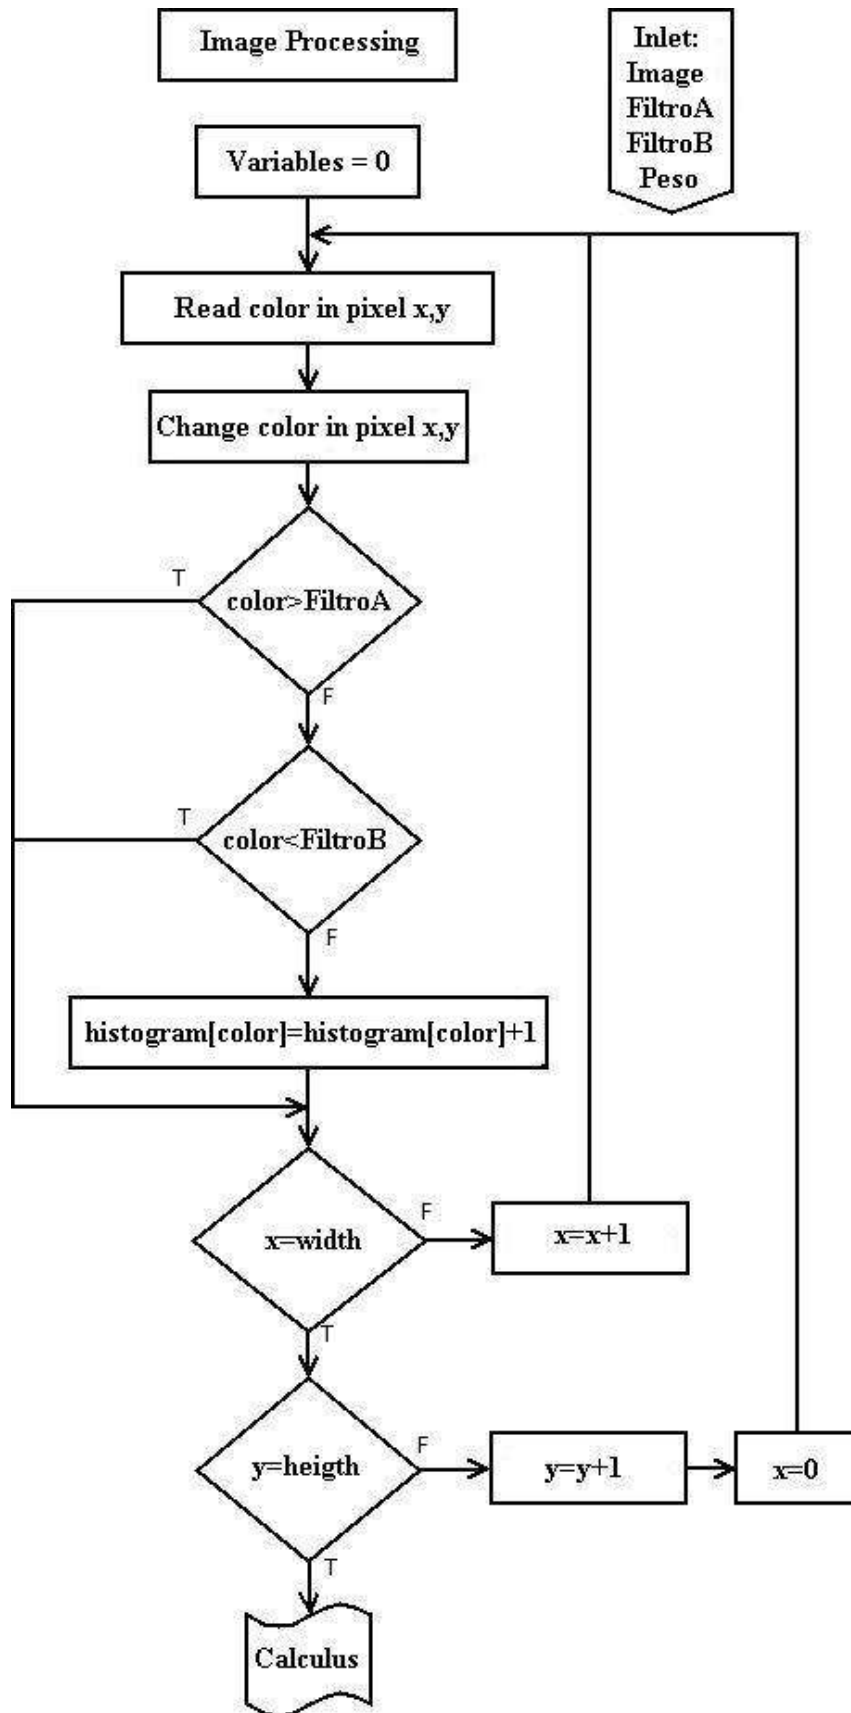 Image Processing
Inlet:
Image
FiltroA
FiltroB
Peso
Variables = 0
Read color in pixel x,y
Change color in pixel x,y
T
color>FiltroA
F
T
color<FiltroB
F
histogram[color]=histogram[color]+1
x=width
F
x=x+1
T
y=heigth
F
y=y+1
x=0
T
Calculus